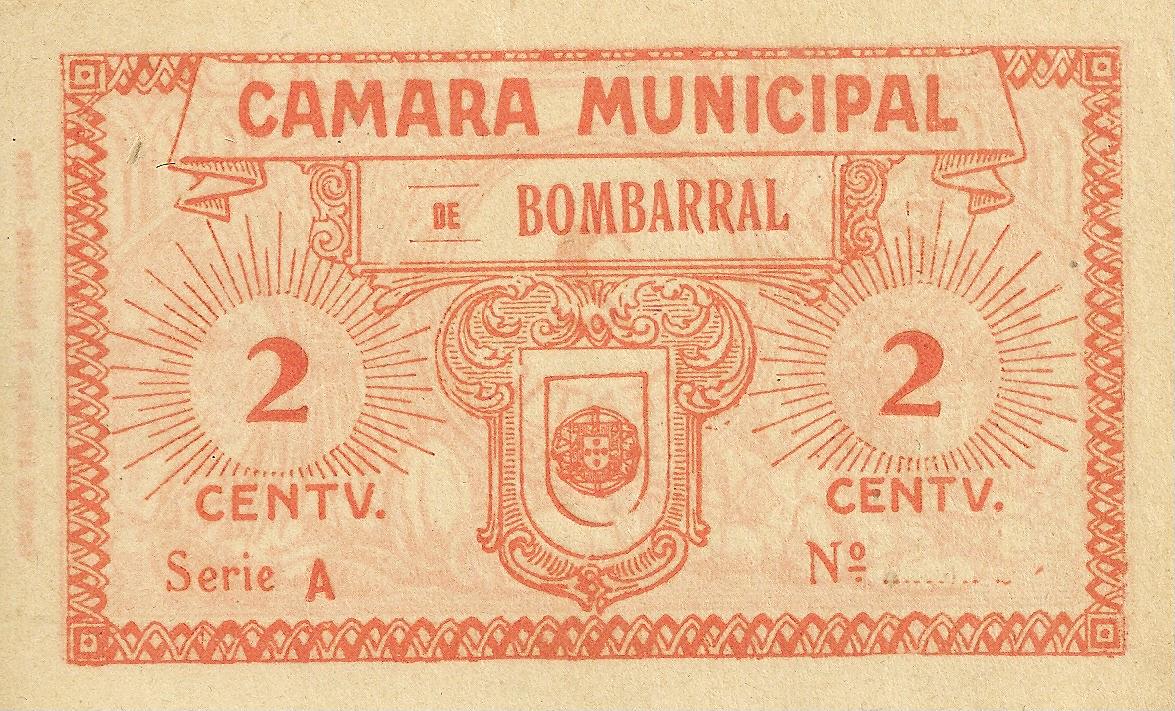 CAMARA MUNICIPAL
DE BOMBARRAL
2 2
CENTV. CENTV.
Serie A Nº